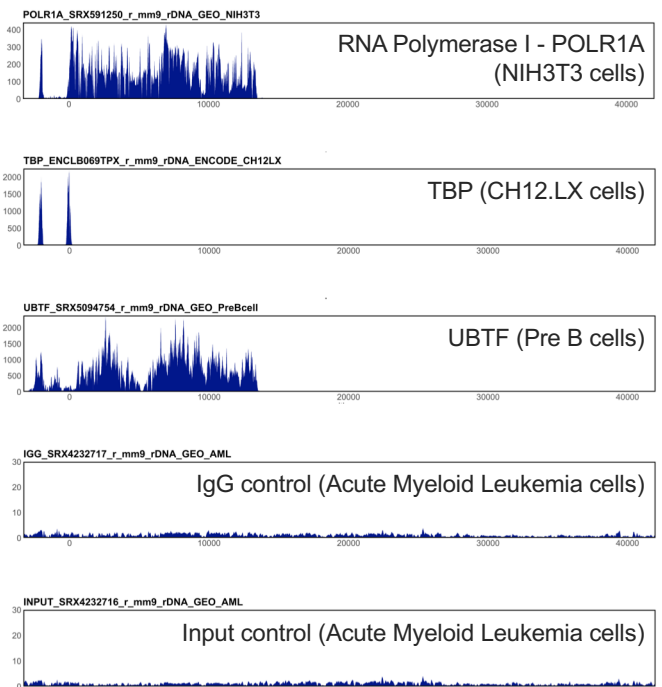 POLR1A_SRX591250_r_mm9_rDNA_GEO_NIH3T3
RNA Polymerase I - POLR1A
(NIH3T3 cells)
400
300
200
100
0
0 10000 20000 30000 40000
TBP_ENCLB069TPX_r_mm9_rDNA_ENCODE_CH12LX
TBP (CH12.LX cells)
2000
1500
1000
500
0
0 10000 20000 30000 40000
UBTF_SRX5094754_r_mm9_rDNA_GEO_PreBcell
UBTF (Pre B cells)
2000
1500
1000
500
0
0 10000 20000 30000 40000
IGG_SRX4232717_r_mm9_rDNA_GEO_AML
IgG control (Acute Myeloid Leukemia cells)
30
20
10
0
0 10000 20000 30000 40000
INPUT_SRX4232716_r_mm9_rDNA_GEO_AML
Input control (Acute Myeloid Leukemia cells)
30
20
10
0